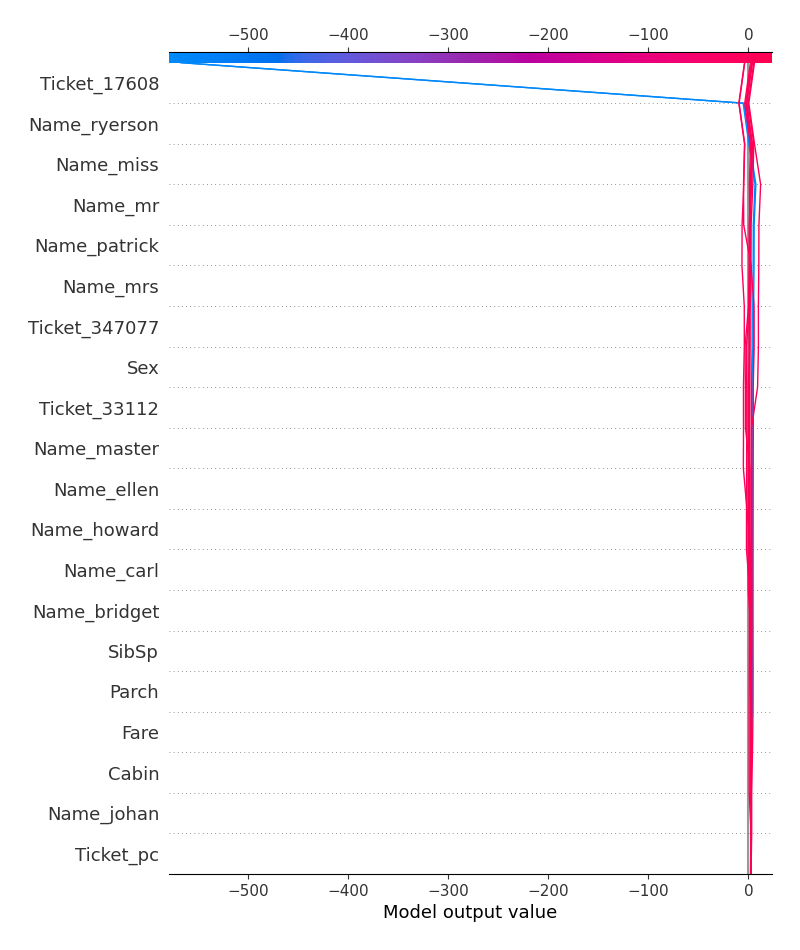 −500 −400 −300 −200 −100 0
Ticket_17608
Name_ryerson
Name_miss
Name_mr
Name_patrick
Name_mrs
Ticket_347077
Sex
Ticket_33112
Name_master
Name_ellen
Name_howard
Name_carl
Name_bridget
SibSp
Parch
Fare
Cabin
Name_johan
Ticket_pc
−500 −400 −300 −200 −100 0
Model output value